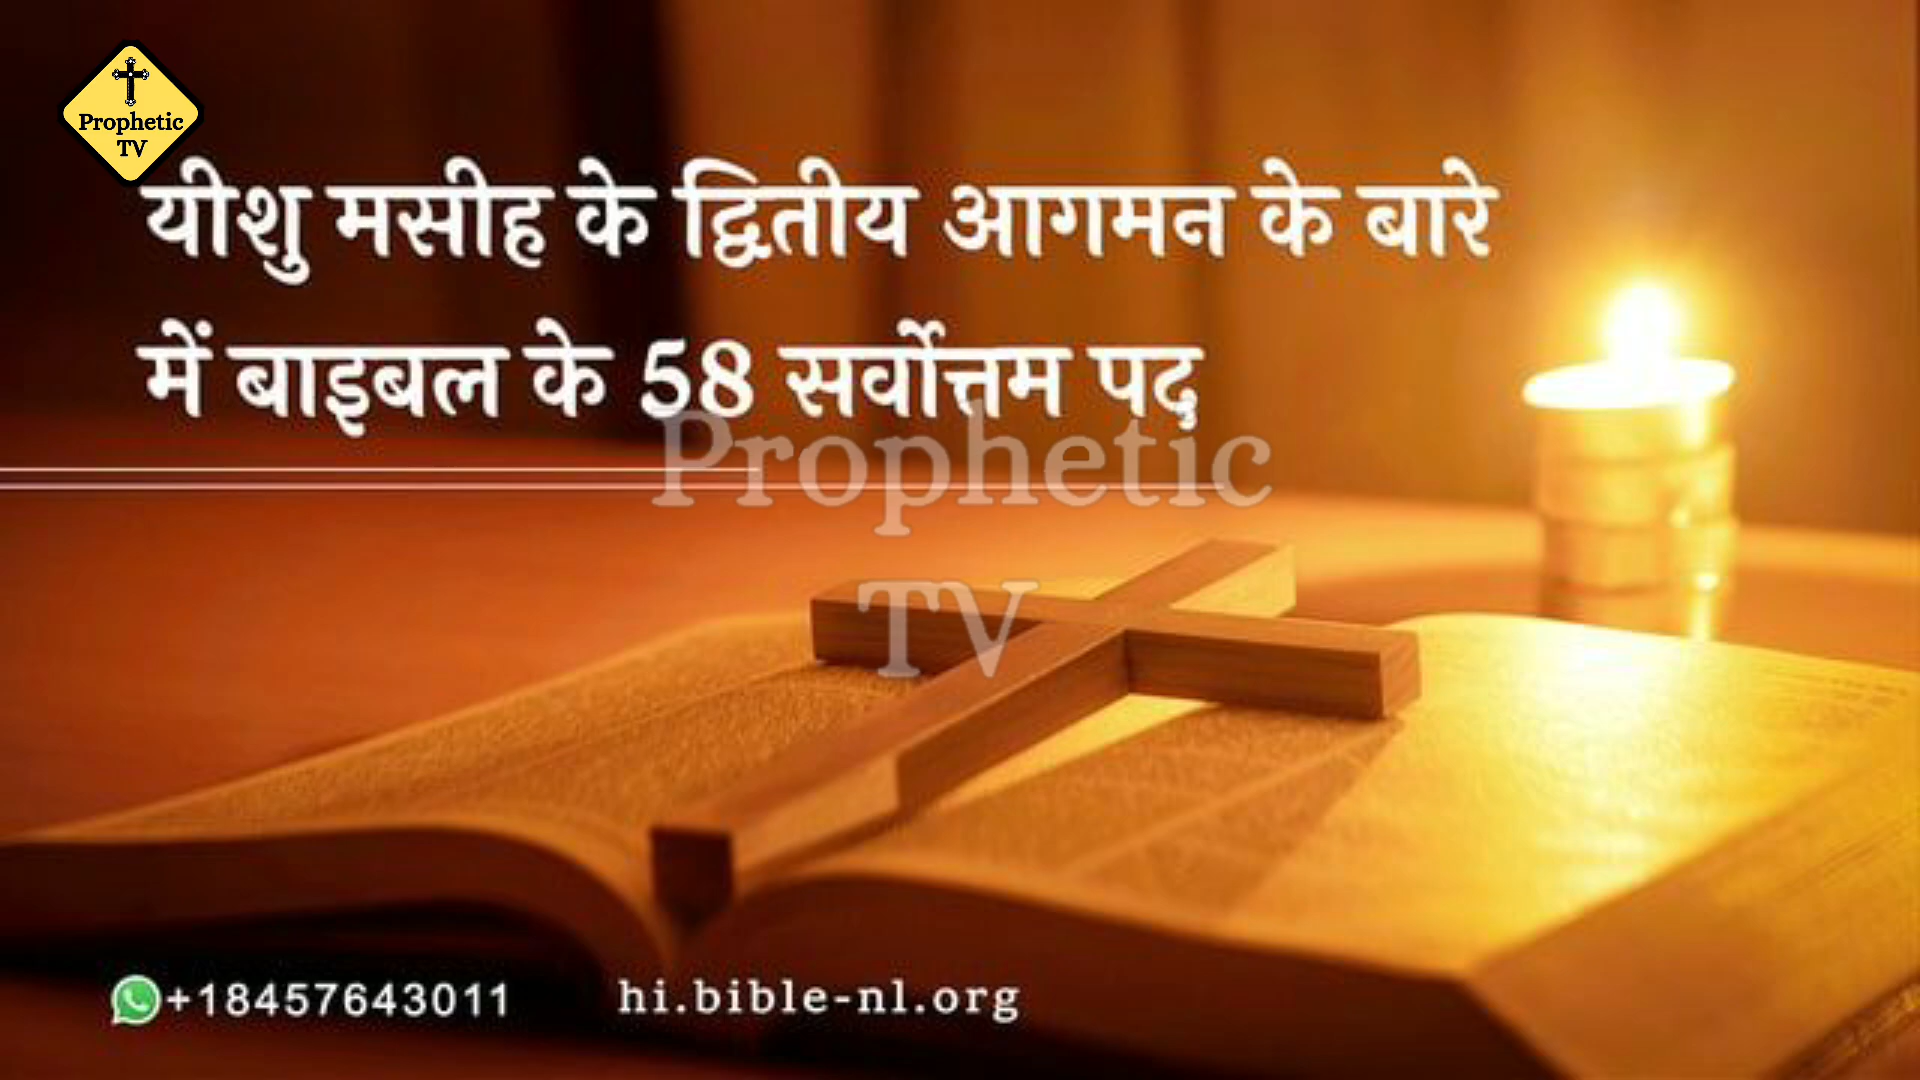 Prophetic
TV
यीशु मसीह के द्वितीय आगमन के बारे
में बाइबल के 58 सर्वोत्तम पद
Prophetic
TV
+18457643011
hi.bible-nl.org